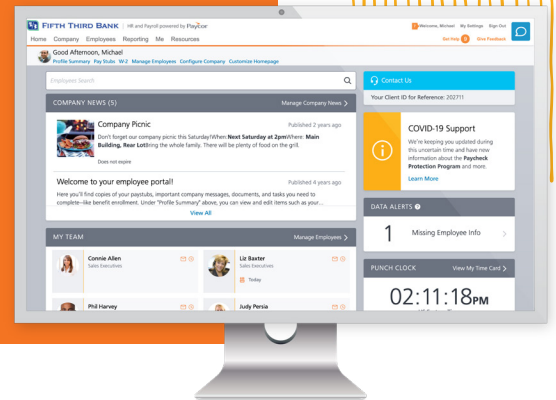 FIFTH THIRD BANK | HR and Payroll powered by Paycor
Welcome, Michael My Settings Sign Out
Home Company Employees Reporting Me Resources
Get Help Give Feedback
Good Afternoon, Michael
Profile Summary Pay Stubs W-2 Manage Employees Configure Company Customize Homepage
Employees Search
Contact Us
Your Client ID for Reference: 202711
COMPANY NEWS (5) Manage Company News
Company Picnic Published 2 years ago
Don't forget our company picnic this Saturday!When Next Saturday at 2pmWhere: Main
Building, Rear LotBring the whole family. There will be plenty of food on the grill.
Does not expire
Welcome to your employee portal! Published 4 years ago
Here you'll find copies of your paystubs, important company messages, documents, and tasks you need to
complete–like benefit enrollment. Under "Profile Summary" above, you can view and edit items such as your...
View All
COVID-19 Support
We're keeping you updated during
this uncertain time and have new
information about the Paycheck
Protection Program and more.
Learn More
DATA ALERTS
1 Missing Employee Info
MY TEAM Manage Employees
Connie Allen
Sales Executives
Liz Baxter
Sales Executives
Today
Phil Harvey
Judy Persia
PUNCH CLOCK View My Time Card
02:11:18PM